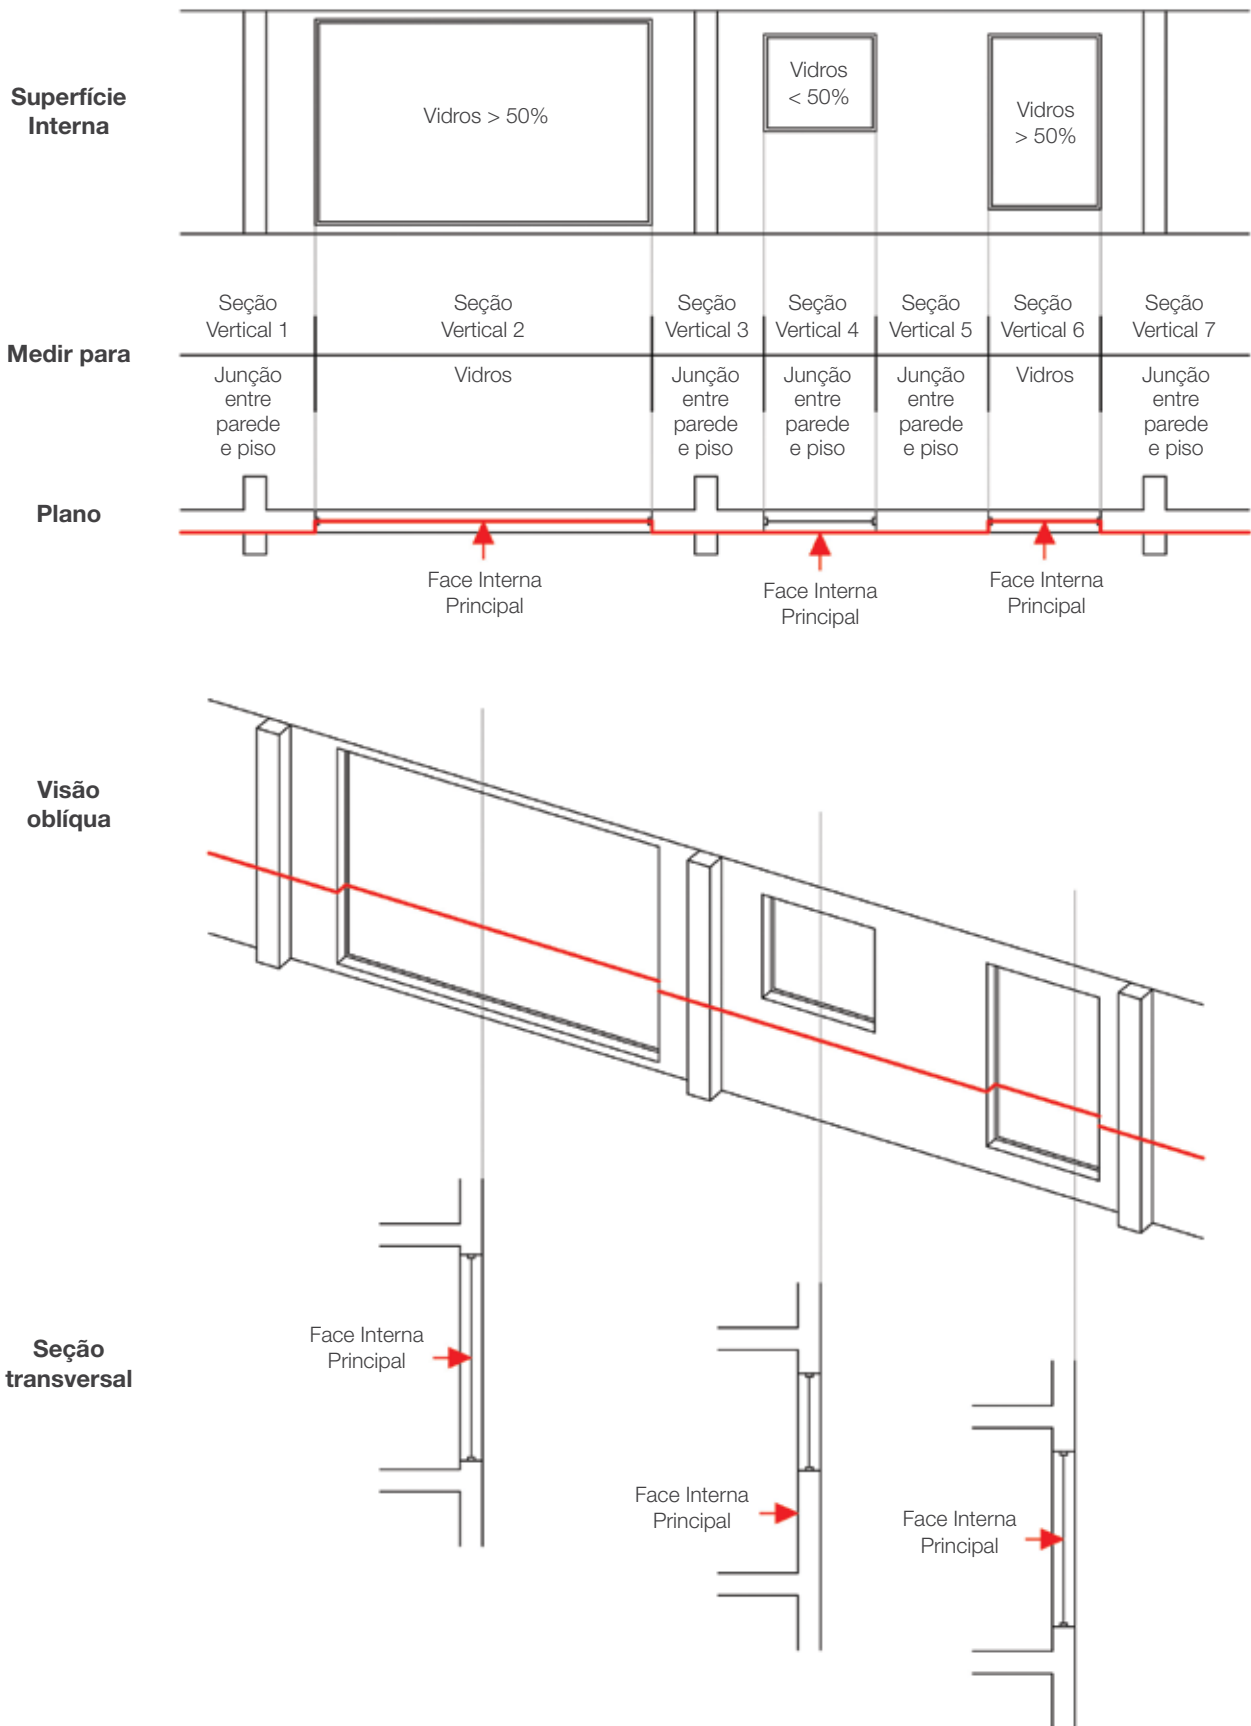 Superfície
Interna
Vidros > 50%
Vidros
< 50%
Vidros
> 50%
Medir para
Seção
Vertical 1
Seção
Vertical 2
Seção
Vertical 3
Seção
Vertical 4
Seção
Vertical 5
Seção
Vertical 6
Seção
Vertical 7
Junção
entre
parede
e piso
Vidros
Junção
entre
parede
e piso
Junção
entre
parede
e piso
Junção
entre
parede
e piso
Vidros
Junção
entre
parede
e piso
Plano
Face Interna
Principal
Face Interna
Principal
Face Interna
Principal
Visão
oblíqua
Seção
transversal
Face Interna
Principal
Face Interna
Principal
Face Interna
Principal